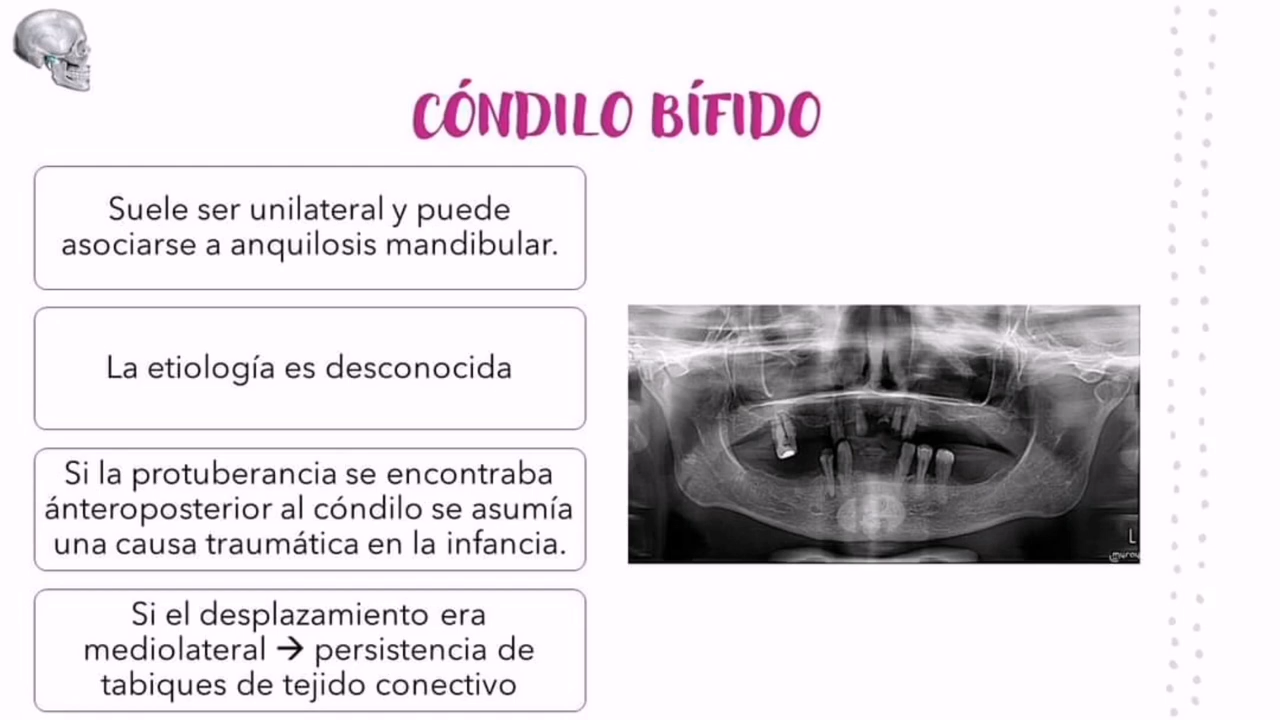 CÓNDILO BÍFIDO
Suele ser unilateral y puede
asociarse a anquilosis mandibular.
La etiología es desconocida
Si la protuberancia se encontraba
ánteroposterior al cóndilo se asumía
una causa traumática en la infancia.
Si el desplazamiento era
mediolateral → persistencia de
tabiques de tejido conectivo
L